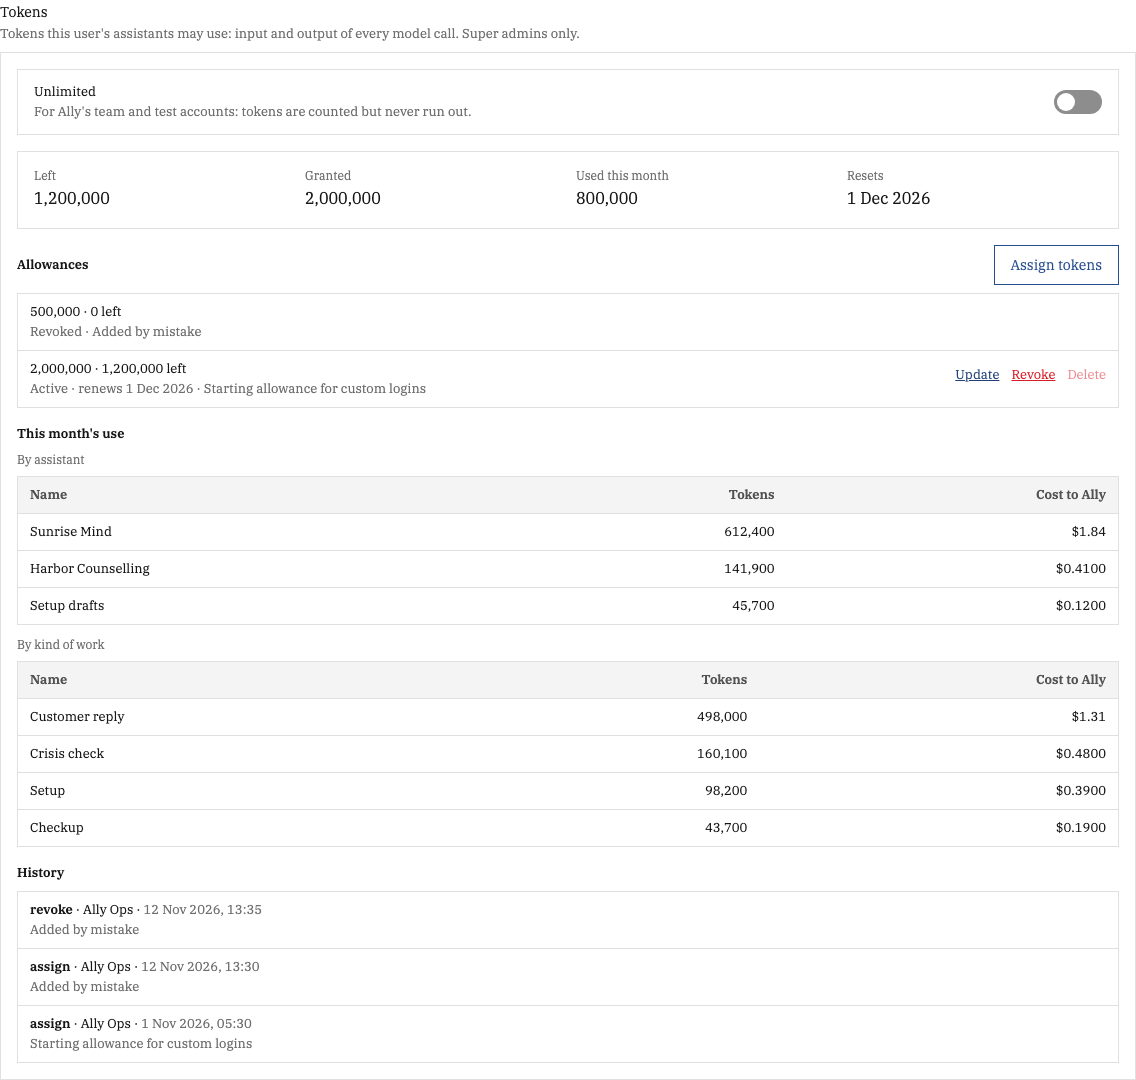 Tokens
Tokens this user's assistants may use: input and output of every model call. Super admins only.
Unlimited
For Ally's team and test accounts: tokens are counted but never run out.
Left
1,200,000
Granted
2,000,000
Used this month
800,000
Resets
1 Dec 2026
Allowances
Assign tokens
500,000 · 0 left
Revoked · Added by mistake
2,000,000 · 1,200,000 left
Active · renews 1 Dec 2026 · Starting allowance for custom logins
Update Revoke Delete
This month's use
By assistant
Name Tokens Cost to Ally
Sunrise Mind 612,400 $1.84
Harbor Counselling 141,900 $0.4100
Setup drafts 45,700 $0.1200
By kind of work
Name Tokens Cost to Ally
Customer reply 498,000 $1.31
Crisis check 160,100 $0.4800
Setup 98,200 $0.3900
Checkup 43,700 $0.1900
History
revoke · Ally Ops · 12 Nov 2026, 13:35
Added by mistake
assign · Ally Ops · 12 Nov 2026, 13:30
Added by mistake
assign · Ally Ops · 1 Nov 2026, 05:30
Starting allowance for custom logins